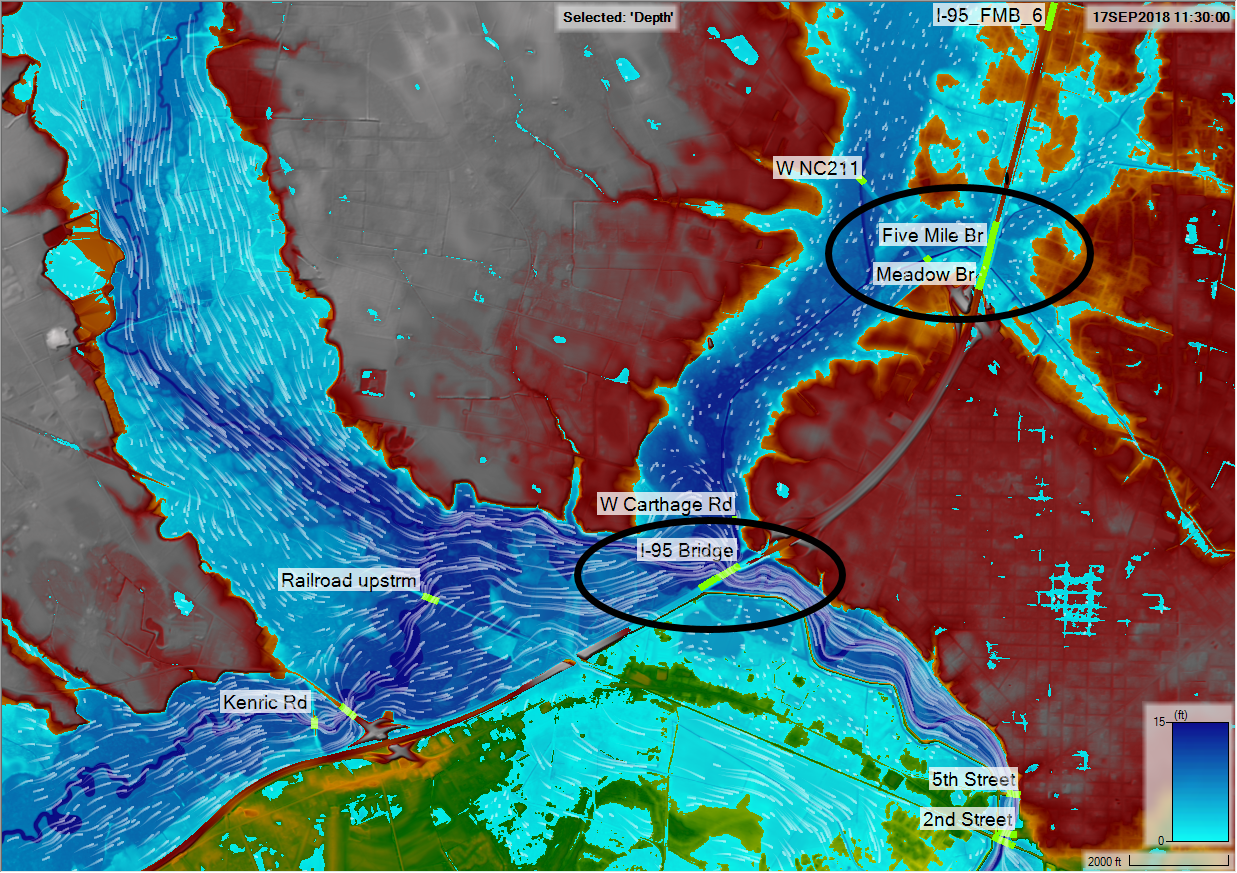 Selected: 'Depth'
I-95_FMB_6
17SEP2018 11:30:00
W NC211
Five Mile Br
Meadow Br
W Carthage Rd
I-95 Bridge
Railroad upstrm
Kenric Rd
15 (ft)
5th Street
2nd Street
0
2000 ft